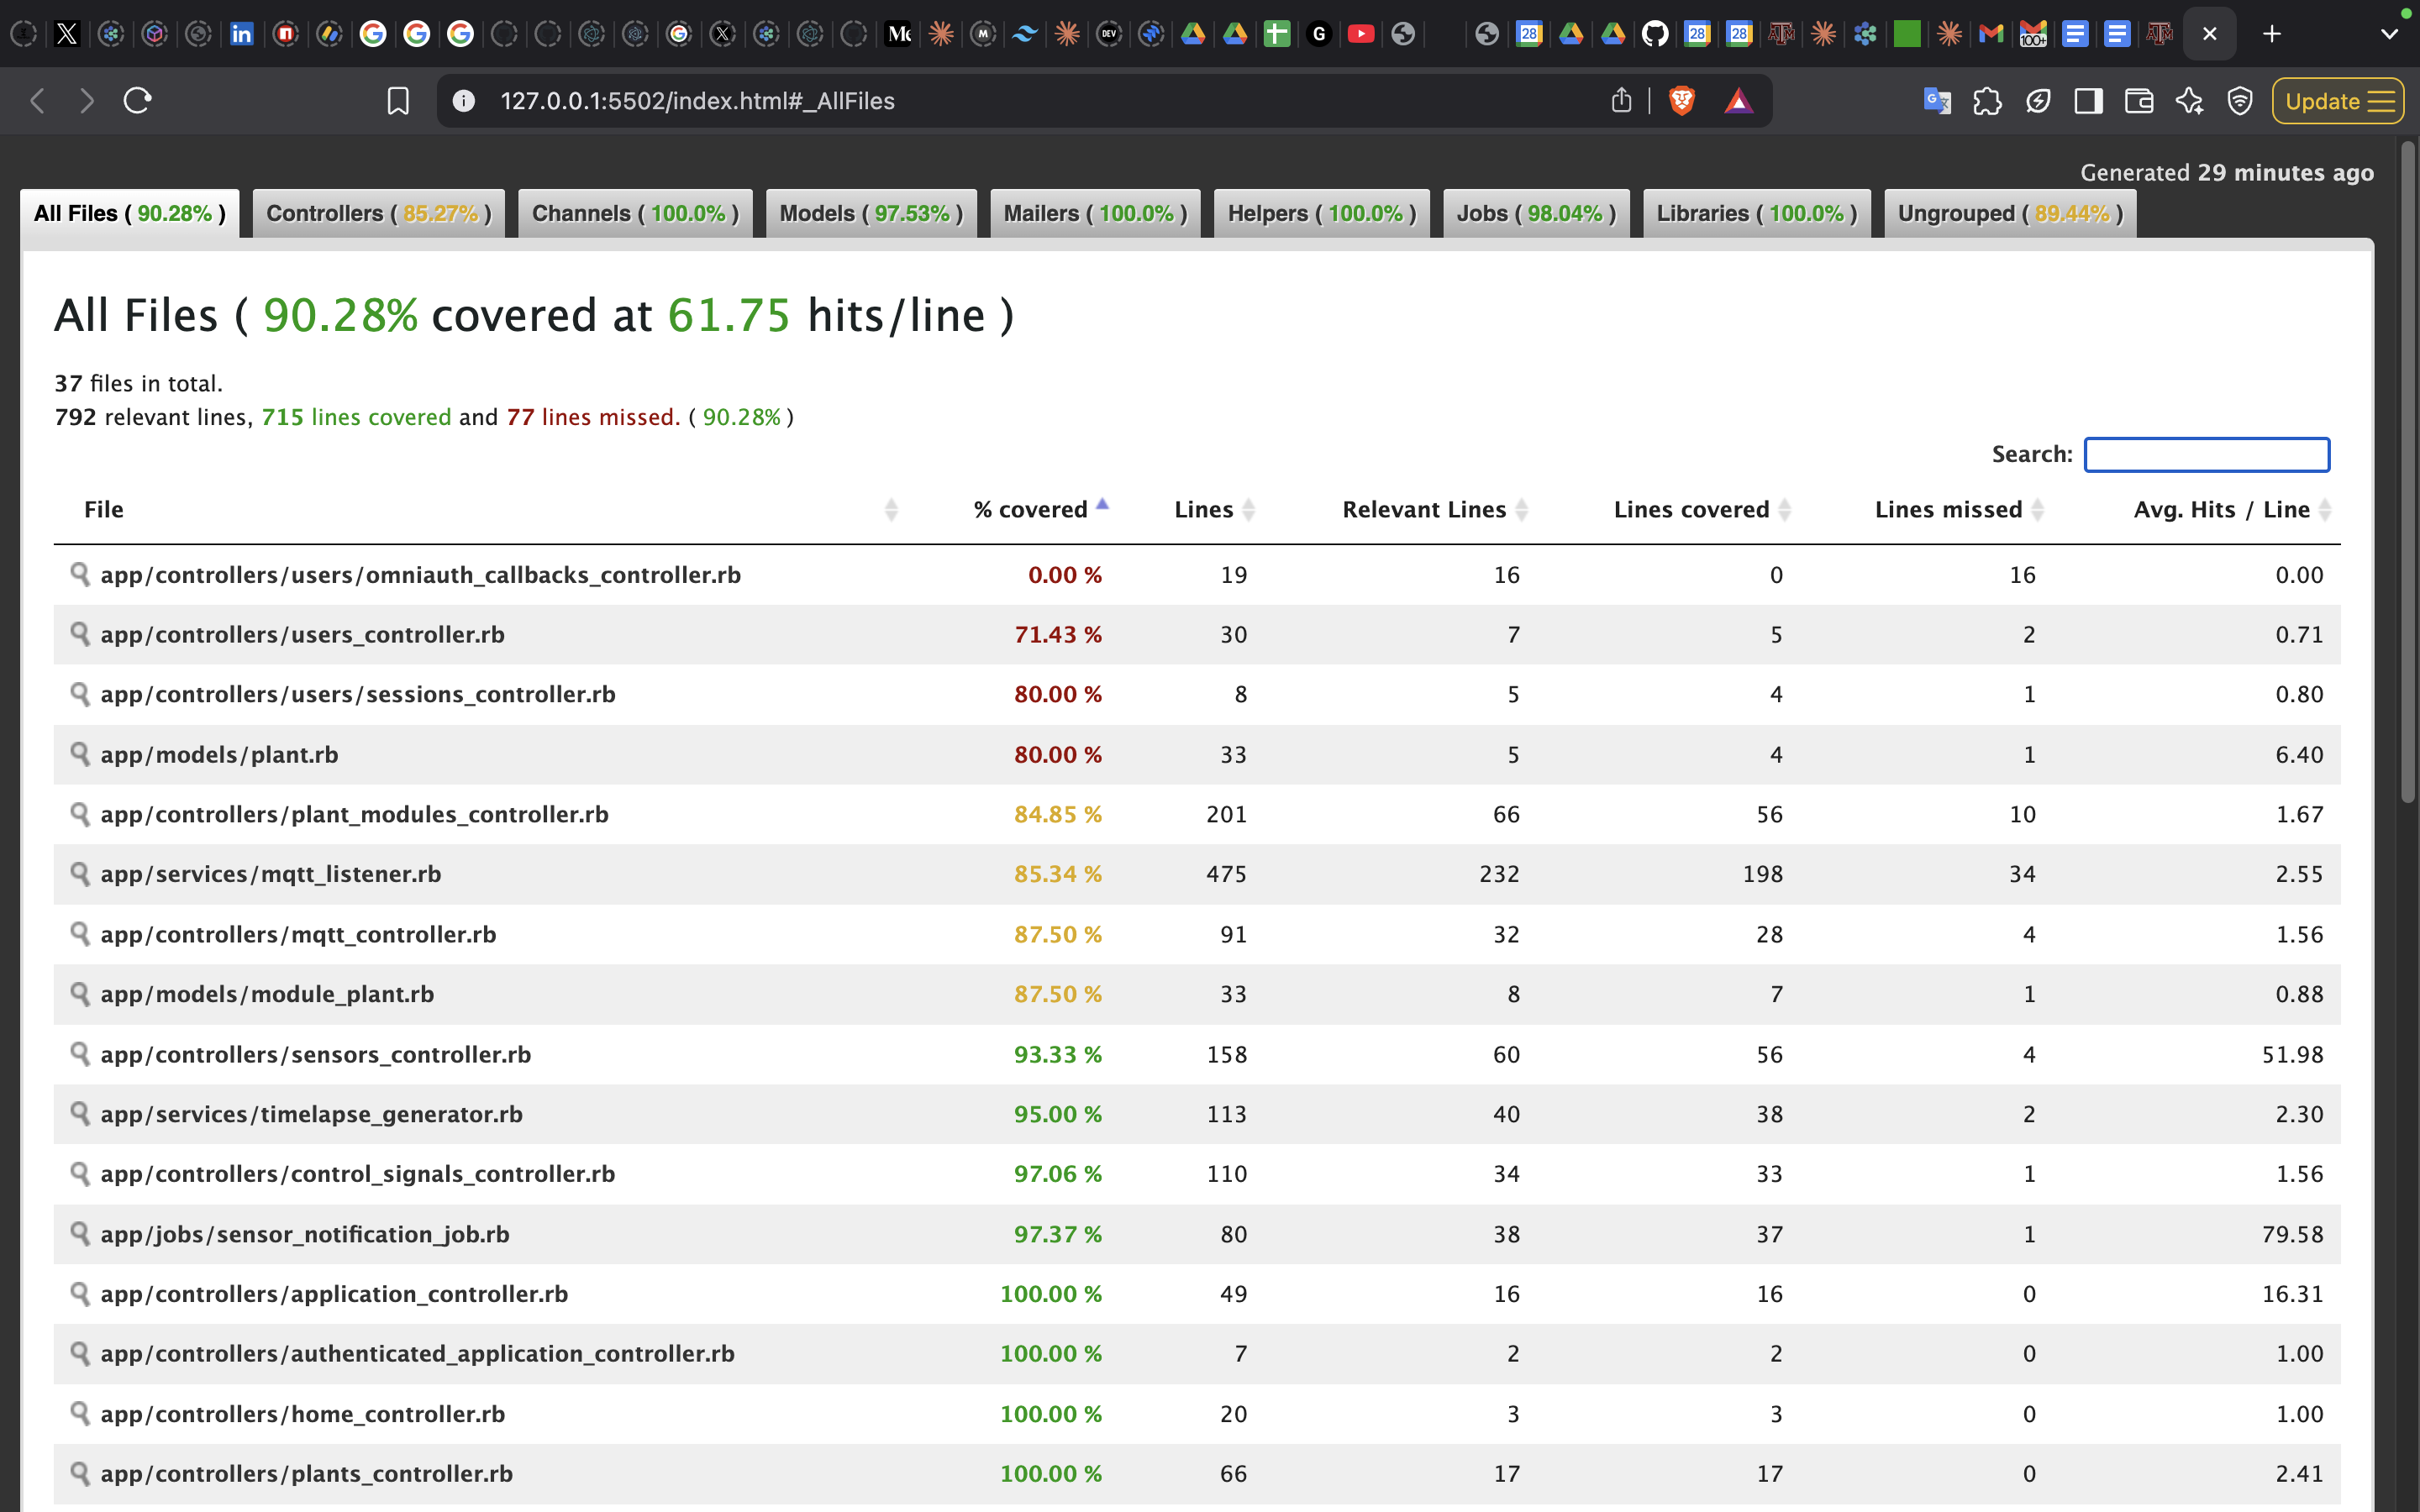 127.0.0.1:5502/index.html#_AllFiles
Update
Generated 29 minutes ago
All Files ( 90.28% ) Controllers ( 85.27% ) Channels ( 100.0% ) Models ( 97.53% ) Mailers ( 100.0% ) Helpers ( 100.0% ) Jobs ( 98.04% ) Libraries ( 100.0% ) Ungrouped ( 89.44% )
All Files ( 90.28% covered at 61.75 hits/line )
37 files in total.
792 relevant lines, 715 lines covered and 77 lines missed. ( 90.28% )
Search:
File % covered Lines Relevant Lines Lines covered Lines missed Avg. Hits / Line
app/controllers/users/omniauth_callbacks_controller.rb 0.00 % 19 16 0 16 0.00
app/controllers/users_controller.rb 71.43 % 30 7 5 2 0.71
app/controllers/users/sessions_controller.rb 80.00 % 8 5 4 1 0.80
app/models/plant.rb 80.00 % 33 5 4 1 6.40
app/controllers/plant_modules_controller.rb 84.85 % 201 66 56 10 1.67
app/services/mqtt_listener.rb 85.34 % 475 232 198 34 2.55
app/controllers/mqtt_controller.rb 87.50 % 91 32 28 4 1.56
app/models/module_plant.rb 87.50 % 33 8 7 1 0.88
app/controllers/sensors_controller.rb 93.33 % 158 60 56 4 51.98
app/services/timelapse_generator.rb 95.00 % 113 40 38 2 2.30
app/controllers/control_signals_controller.rb 97.06 % 110 34 33 1 1.56
app/jobs/sensor_notification_job.rb 97.37 % 80 38 37 1 79.58
app/controllers/application_controller.rb 100.00 % 49 16 16 0 16.31
app/controllers/authenticated_application_controller.rb 100.00 % 7 2 2 0 1.00
app/controllers/home_controller.rb 100.00 % 20 3 3 0 1.00
app/controllers/plants_controller.rb 100.00 % 66 17 17 0 2.41